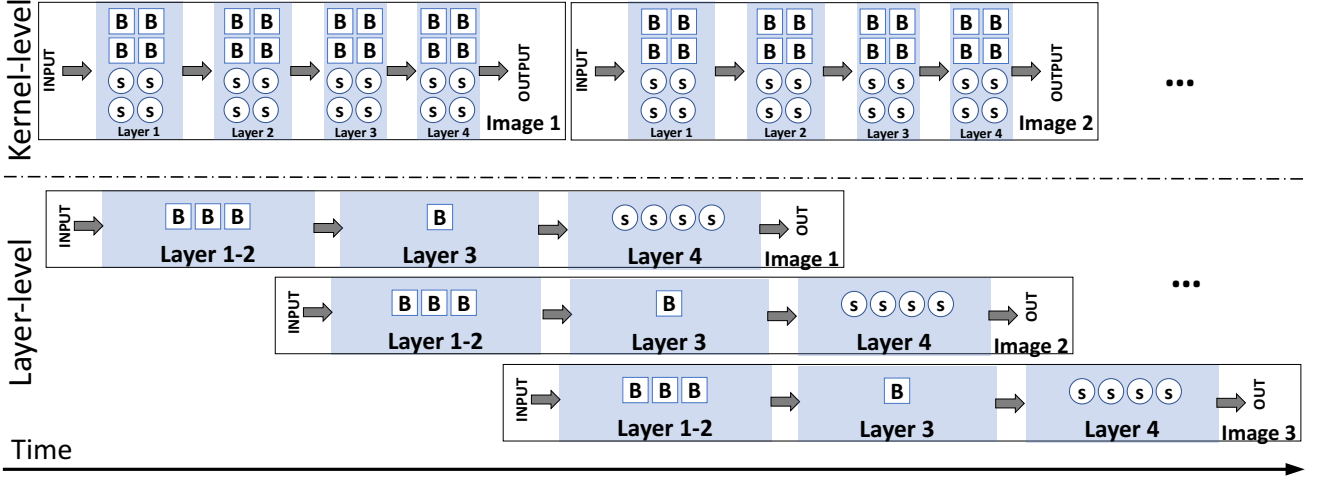 Kernel-level
INPUT
B B
B B
s s
s s
Layer 1
B B
B B
s s
s s
Layer 2
B B
B B
s s
s s
Layer 3
B B
B B
s s
s s
Layer 4
OUTPUT
Image 1
INPUT
B B
B B
s s
s s
Layer 1
B B
B B
s s
s s
Layer 2
B B
B B
s s
s s
Layer 3
B B
B B
s s
s s
Layer 4
OUTPUT
Image 2
...
Layer-level
INPUT
B B B
Layer 1-2
B
Layer 3
s s s s
Layer 4
OUT
Image 1
INPUT
B B B
Layer 1-2
B
Layer 3
s s s s
Layer 4
OUT
Image 2
...
INPUT
B B B
Layer 1-2
B
Layer 3
s s s s
Layer 4
OUT
Image 3
Time